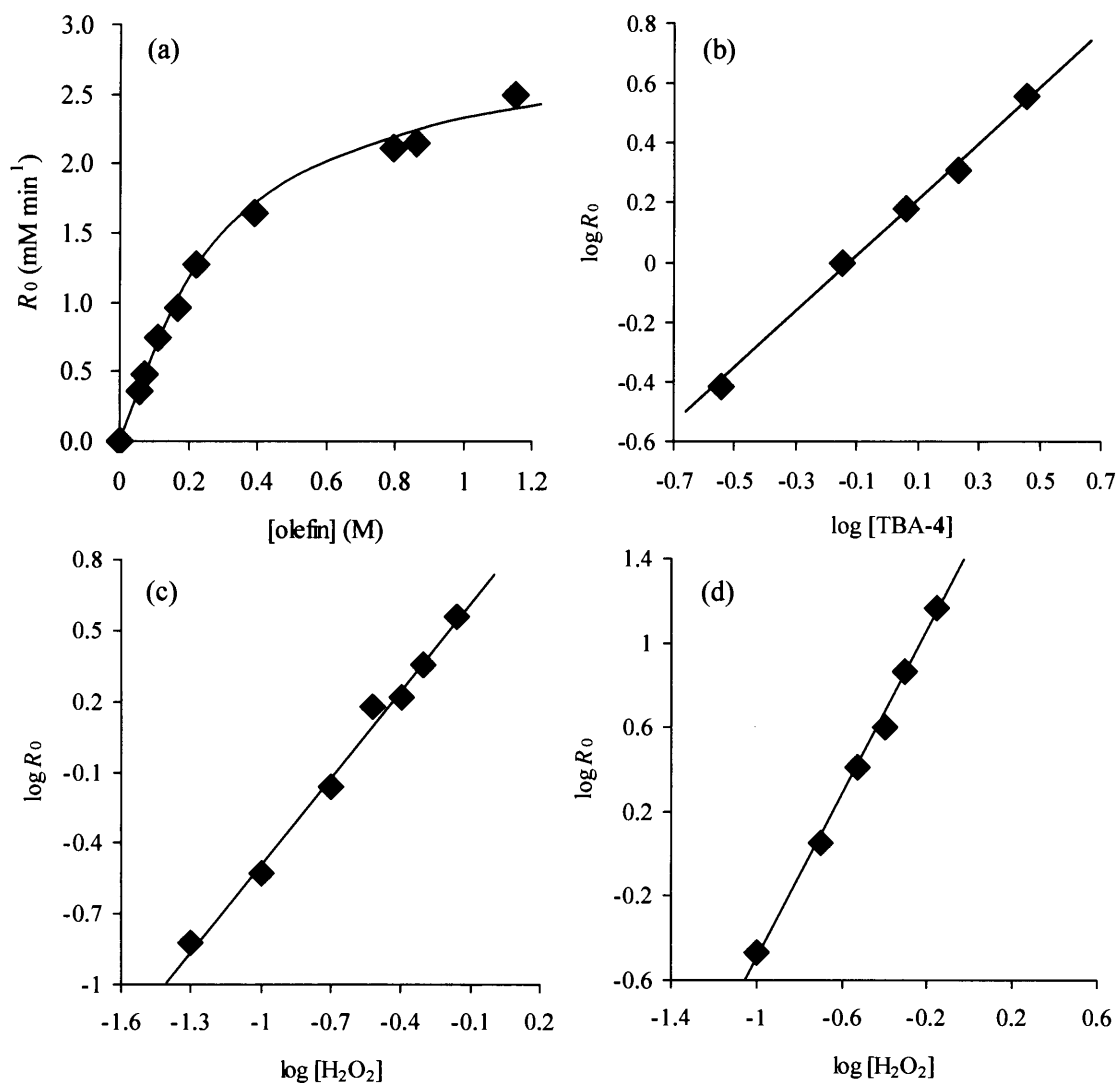 (a)
3.0
2.5
2.0
1.5
1.0
0.5
0.0
R₀ (mM min⁻¹)
0 0.2 0.4 0.6 0.8 1 1.2
[olefin] (M)
(b)
0.8
0.6
0.4
0.2
0
-0.2
-0.4
-0.6
log R₀
-0.7 -0.5 -0.3 -0.1 0.1 0.3 0.5 0.7
log [TBA-4]
(c)
0.8
0.5
0.2
-0.1
-0.4
-0.7
-1
log R₀
-1.6 -1.3 -1 -0.7 -0.4 -0.1 0.2
log [H₂O₂]
(d)
1.4
1
0.6
0.2
-0.2
-0.6
log R₀
-1.4 -1 -0.6 -0.2 0.2 0.6
log [H₂O₂]